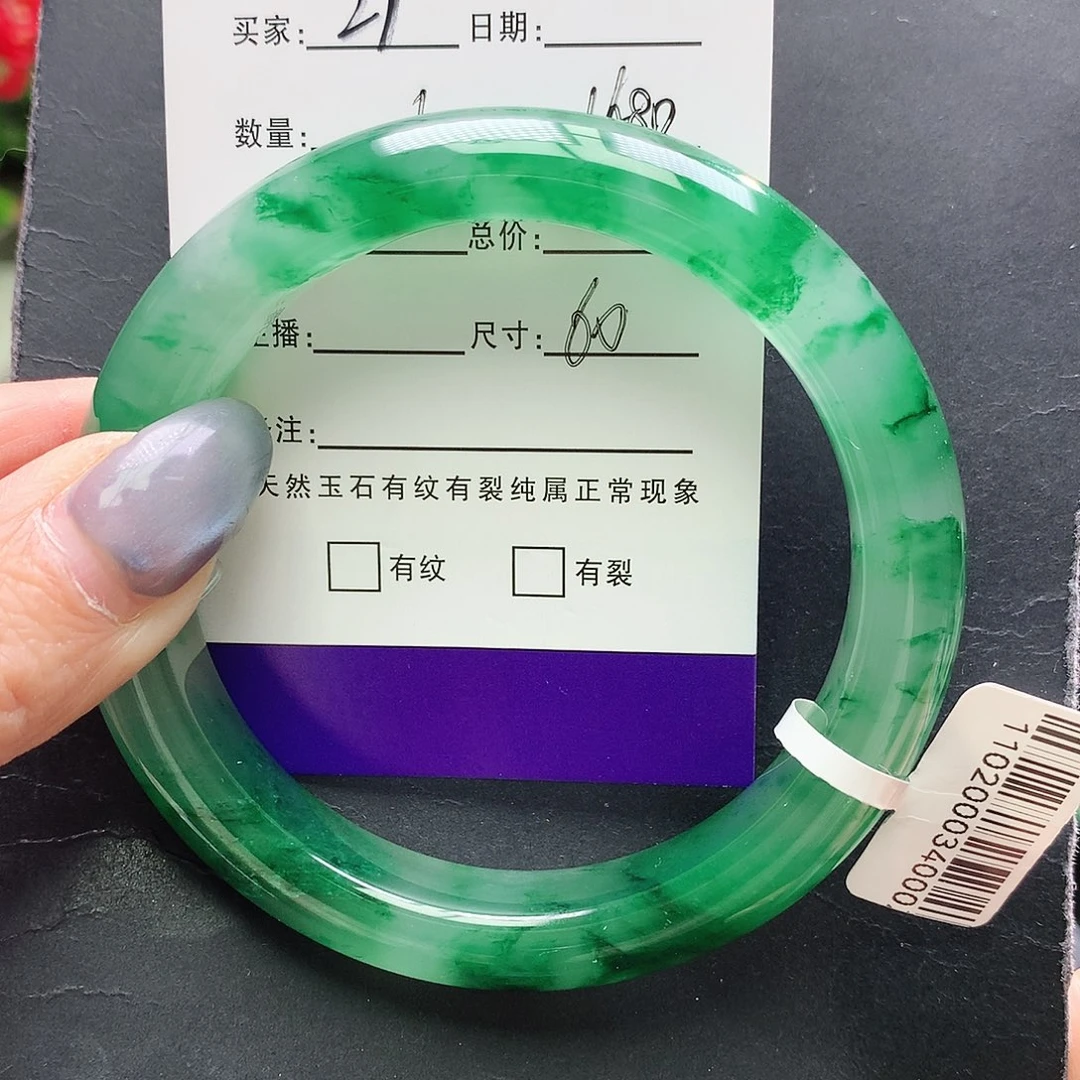 买家: 日期:
数量: 1 1680
总价:
播: 尺寸: 60
注:
天然玉石有纹有裂纯属正常现象
有纹 有裂
1102000340004